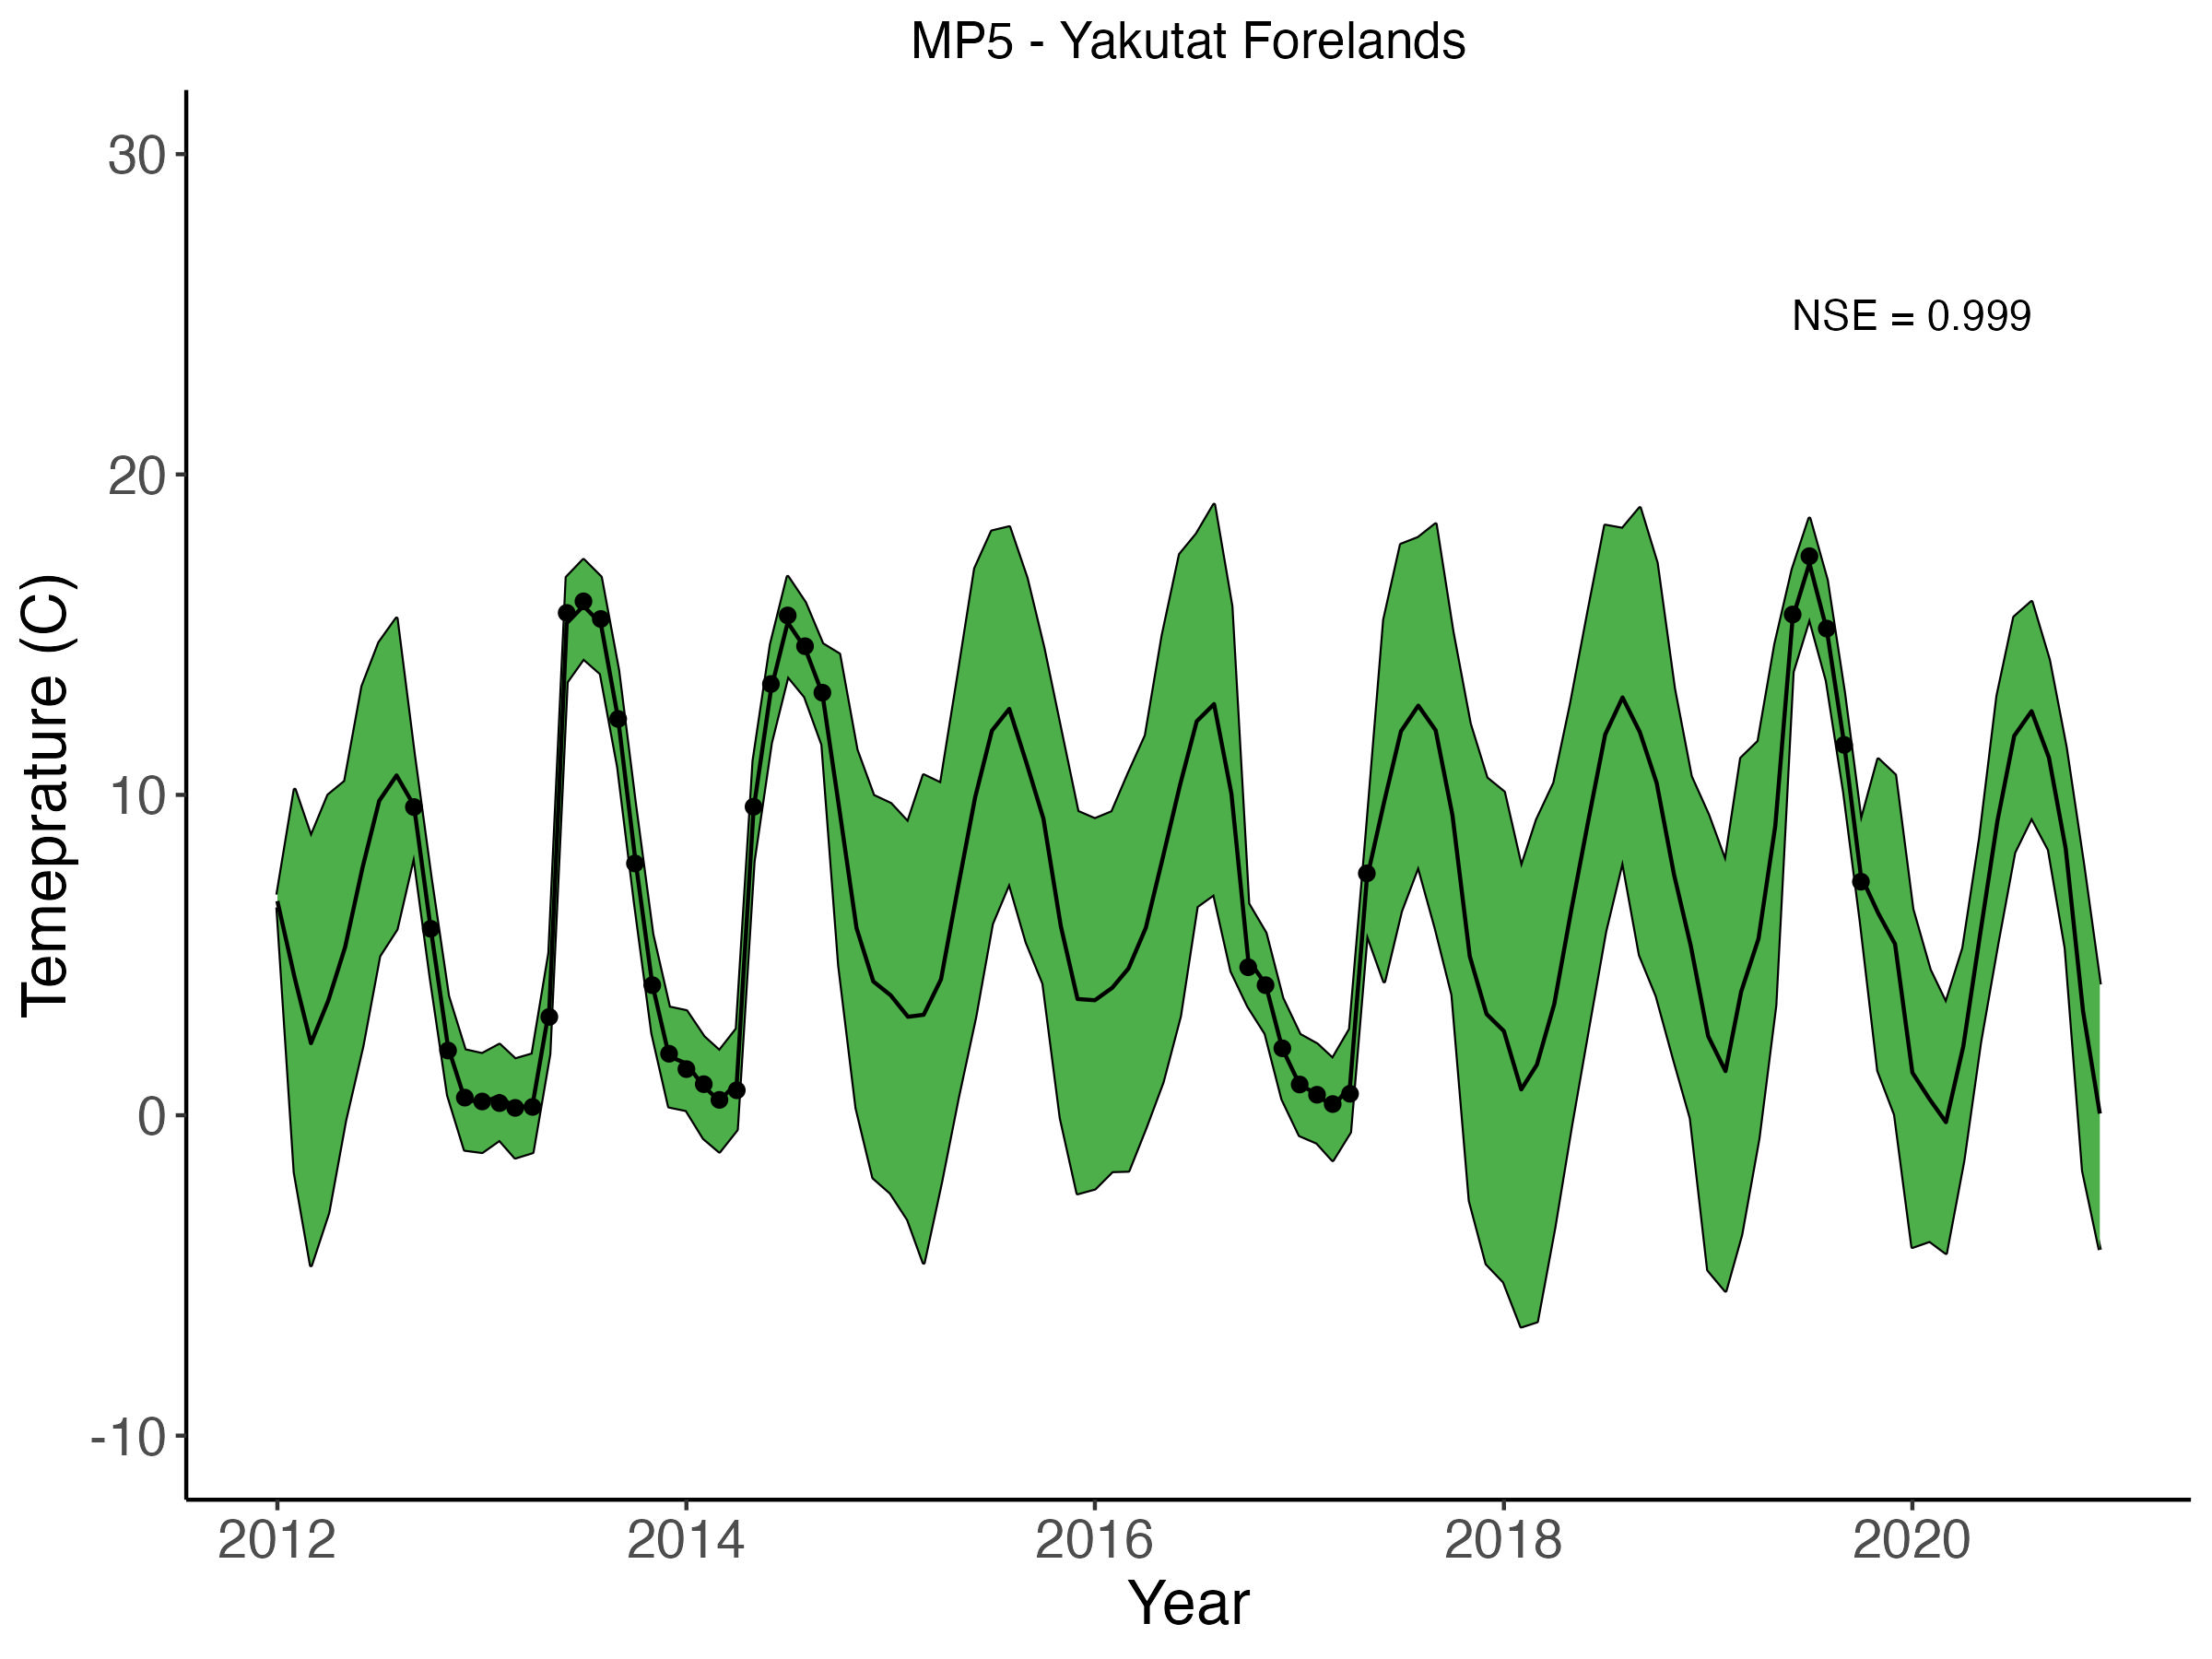 MP5 - Yakutat Forelands
NSE = 0.999
Temeprature (C)
30
20
10
0
-10
2012 2014 2016 2018 2020
Year